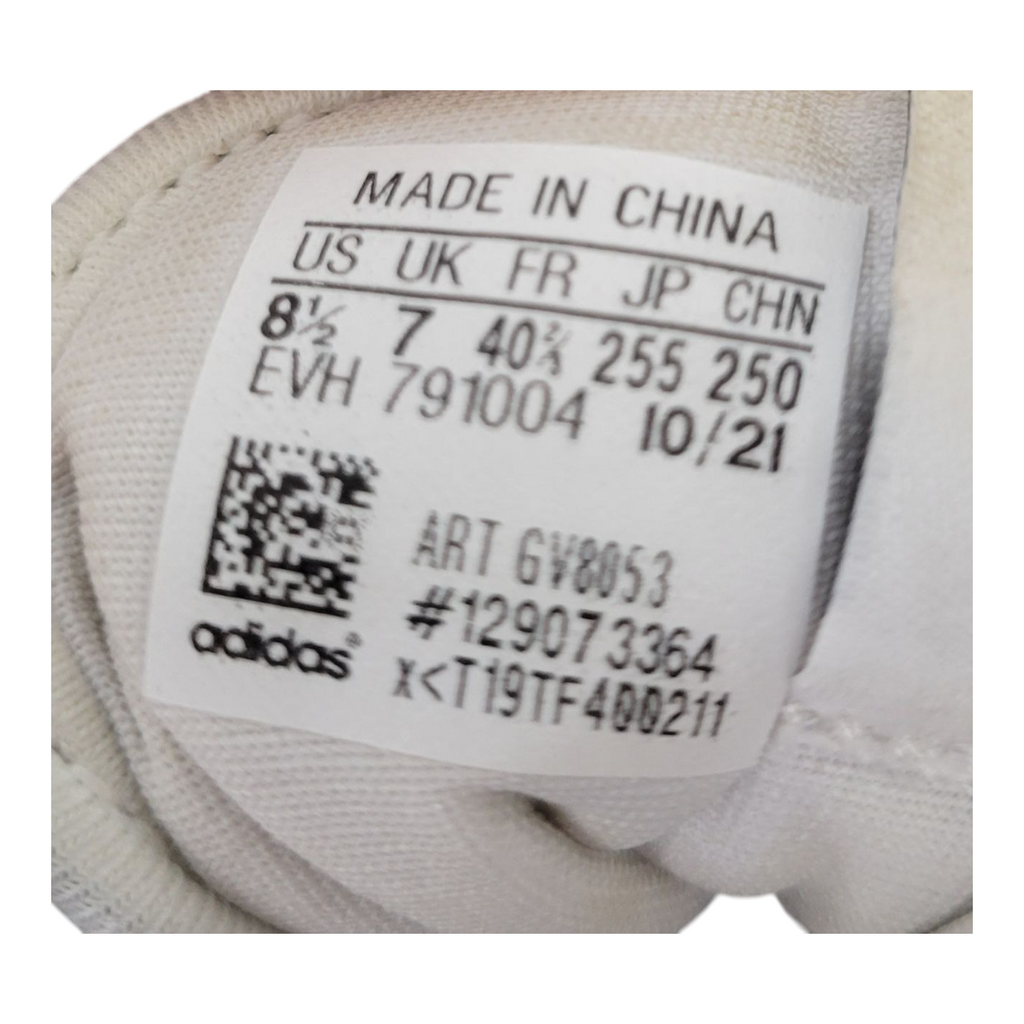 MADE IN CHINA
US UK FR JP CHN
8½ 7 40⅔ 255 250
EVH 791004 10/21
ART GV8053
#129073364
x<T19TF400211
adidas®